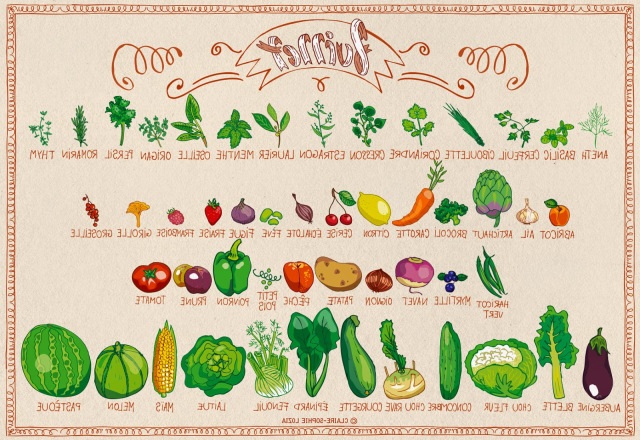 Juillet
ANETH BASILIC CERFEUIL CIBOULETTE CORIANDRE CRESSON ESTRAGON LAURIER MENTHE OSEILLE ORIGAN PERSIL ROMARIN THYM
ABRICOT AIL ARTICHAUT BROCOLI CAROTTE CITRON CERISE ECHALOTE FÈVE FIGUE FRAISE FRAMBOISE GIROLLE GROSEILLE
HARICOT VERT MYRTILLE NAVET OIGNON PATATE PÊCHE PETIT POIS POIVRON PRUNE TOMATE
AUBERGINE BLETTE CHOU FLEUR CONCOMBRE CHOU RAVE COURGETTE ÉPINARD FENOUIL LAITUE MAÏS MELON PASTÈQUE
© CLAIRE-SOPHIE LOZIA